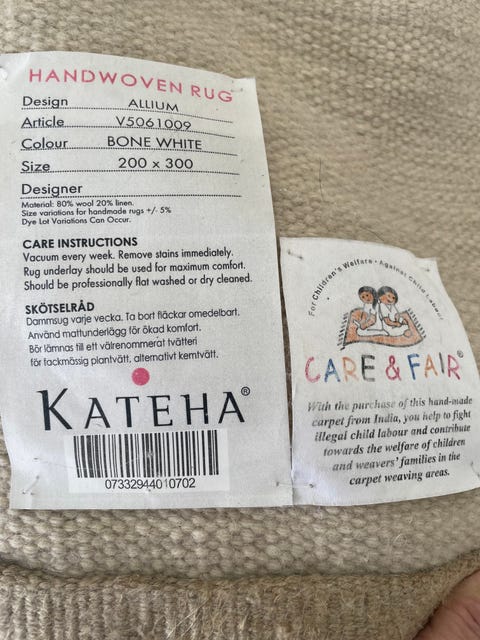 HANDWOVEN RUG
Design ALLIUM
Article V5061009
Colour BONE WHITE
Size 200 x 300
Designer
Material: 80% wool 20% linen.
Size variations for handmade rugs +/- 5%
Dye Lot Variations Can Occur.
CARE INSTRUCTIONS
Vacuum every week. Remove stains immediately.
Rug underlay should be used for maximum comfort.
Should be professionally flat washed or dry cleaned.
SKÖTSELRÅD
Dammsug varje vecka. Ta bort fläckar omedelbart.
Använd mattunderlägg för ökad komfort.
Bör lämnas till ett välrenommerat tvätteri
för fackmässig plantvätt, alternativt kemtvätt.
KATEHA®
07332944010702
For Children's Welfare • Against Child Labour
CARE & FAIR®
With the purchase of this hand-made
carpet from India, you help to fight
illegal child labour and contribute
towards the welfare of children
and weavers' families in the
carpet weaving areas.